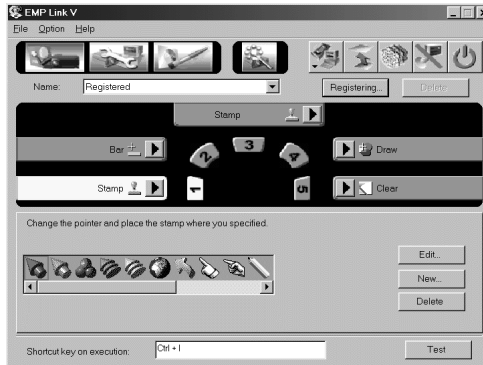 EMP Link V
File Option Help
Name: Registered Registering... Delete
Stamp
Bar 2 3 4 Draw
Stamp 1 5 Clear
Change the pointer and place the stamp where you specified.
Edit...
New...
Delete
Shortcut key on execution: Ctrl + I Test